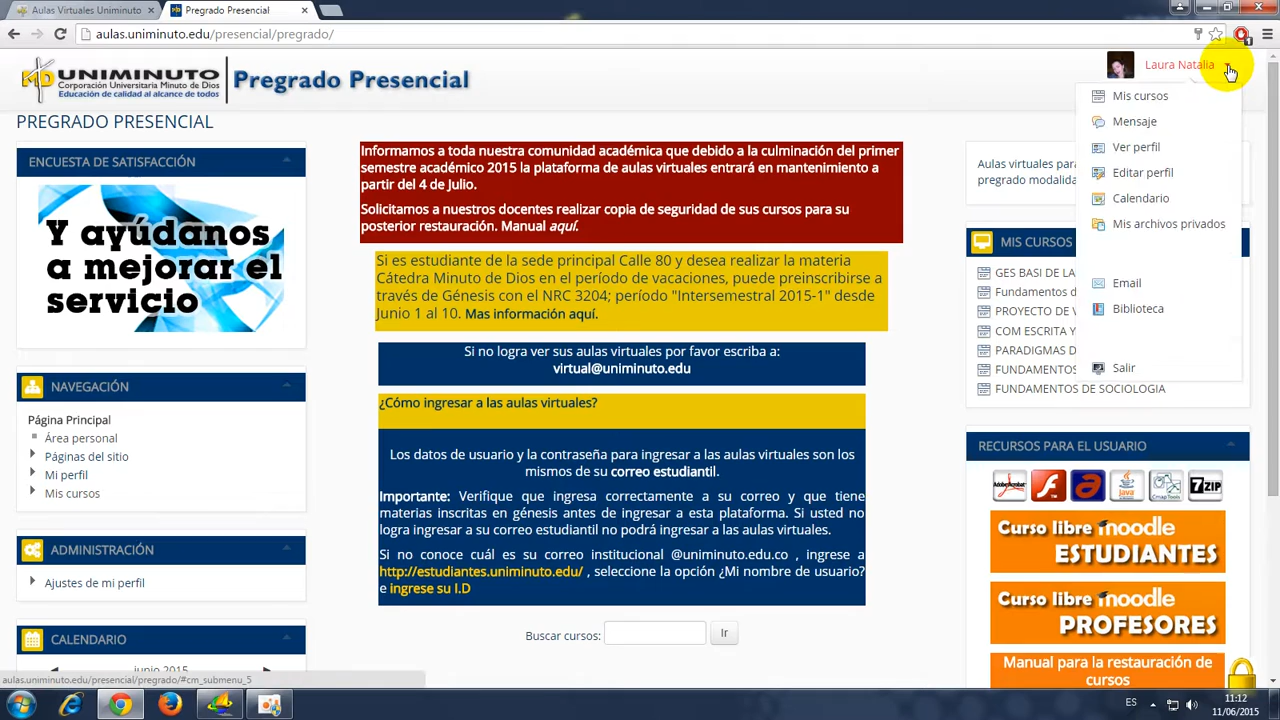 Aulas Virtuales Uniminuto
Pregrado Presencial
aulas.uniminuto.edu/presencial/pregrado/
1
UNIMINUTO
Corporación Universitaria Minuto de Dios
Educación de calidad al alcance de todos
Pregrado Presencial
Laura Natalia
Mis cursos
Mensaje
Ver perfil
Editar perfil
Calendario
Mis archivos privados
Email
Biblioteca
Salir
PREGRADO PRESENCIAL
ENCUESTA DE SATISFACCIÓN
Y ayúdanos
a mejorar el
servicio
NAVEGACIÓN
Página Principal
Área personal
Páginas del sitio
Mi perfil
Mis cursos
ADMINISTRACIÓN
Ajustes de mi perfil
CALENDARIO
junio 2015
Informamos a toda nuestra comunidad académica que debido a la culminación del primer
semestre académico 2015 la plataforma de aulas virtuales entrará en mantenimiento a
partir del 4 de Julio.
Solicitamos a nuestros docentes realizar copia de seguridad de sus cursos para su
posterior restauración. Manual aquí.
Si es estudiante de la sede principal Calle 80 y desea realizar la materia
Cátedra Minuto de Dios en el período de vacaciones, puede preinscribirse a
través de Génesis con el NRC 3204; período "Intersemestral 2015-1" desde
Junio 1 al 10. Mas información aquí.
Si no logra ver sus aulas virtuales por favor escriba a:
virtual@uniminuto.edu
¿Cómo ingresar a las aulas virtuales?
Los datos de usuario y la contraseña para ingresar a las aulas virtuales son los
mismos de su correo estudiantil.
Importante: Verifique que ingresa correctamente a su correo y que tiene
materias inscritas en génesis antes de ingresar a esta plataforma. Si usted no
logra ingresar a su correo estudiantil no podrá ingresar a las aulas virtuales.
Si no conoce cuál es su correo institucional @uniminuto.edu.co , ingrese a
http://estudiantes.uniminuto.edu/ , seleccione la opción ¿Mi nombre de usuario?
e ingrese su I.D
Buscar cursos:
Ir
Aulas virtuales para
pregrado modalida
MIS CURSOS
GES BASI DE LA
Fundamentos d
PROYECTO DE V
COM ESCRITA Y
PARADIGMAS D
FUNDAMENTOS
FUNDAMENTOS DE SOCIOLOGIA
RECURSOS PARA EL USUARIO
Adobe Acrobat
Java
Cmap Tools
7ZIP
Curso libre moodle
ESTUDIANTES
Curso libre moodle
PROFESORES
Manual para la restauración de
cursos
aulas.uniminuto.edu/presencial/pregrado/#cm_submenu_5
ES
11:12
11/06/2015